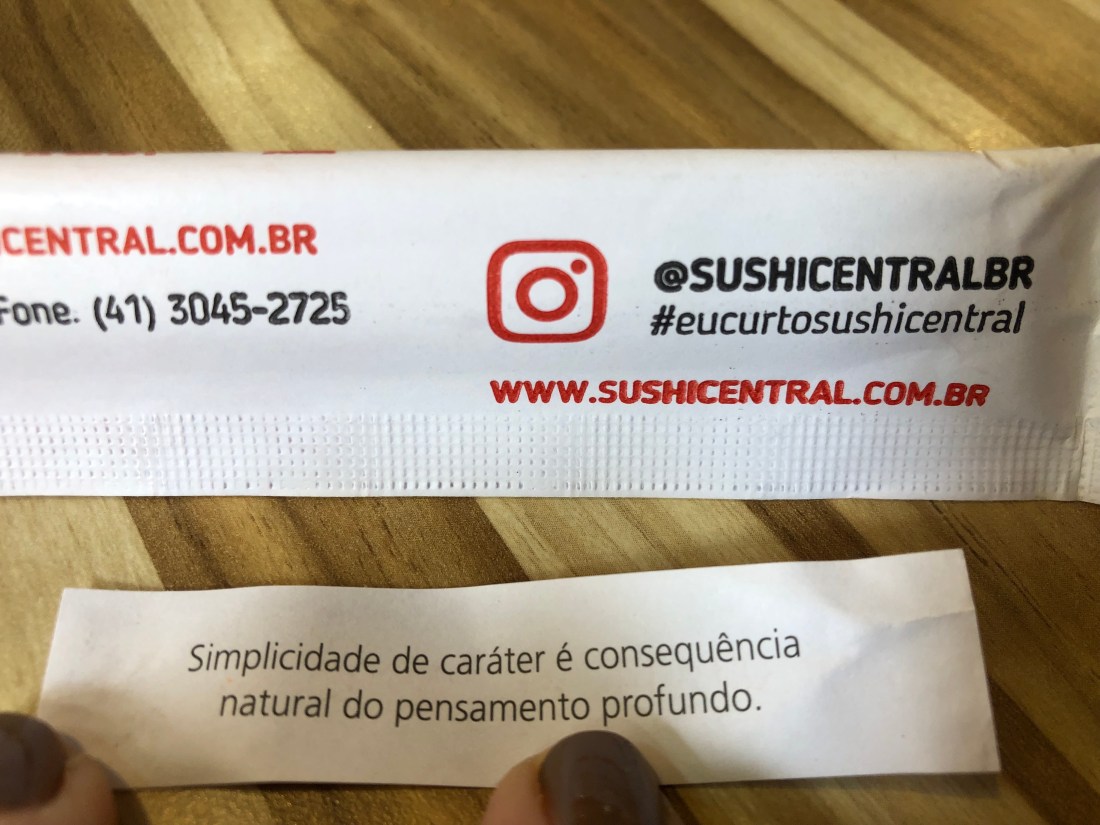 CENTRAL.COM.BR
Fone. (41) 3045-2725
@SUSHICENTRALBR
#eucurtosushicentral
WWW.SUSHICENTRAL.COM.BR
Simplicidade de caráter é consequência
natural do pensamento profundo.